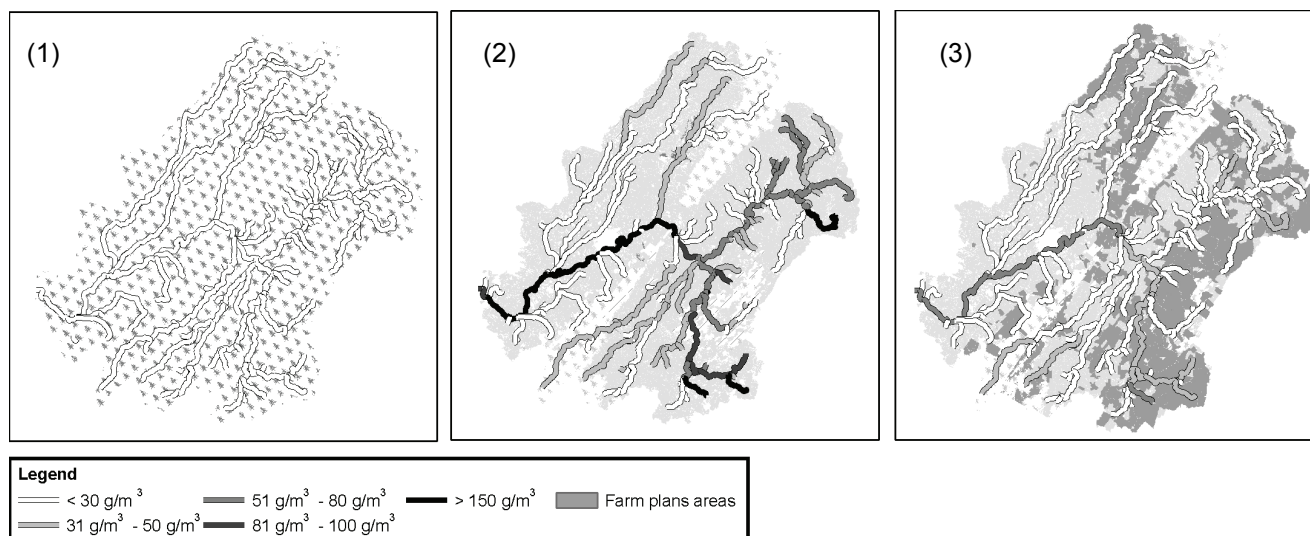 (1)
(2)
(3)
Legend
< 30 g/m³
51 g/m³ - 80 g/m³
> 150 g/m³
Farm plans areas
31 g/m³ - 50 g/m³
81 g/m³ - 100 g/m³